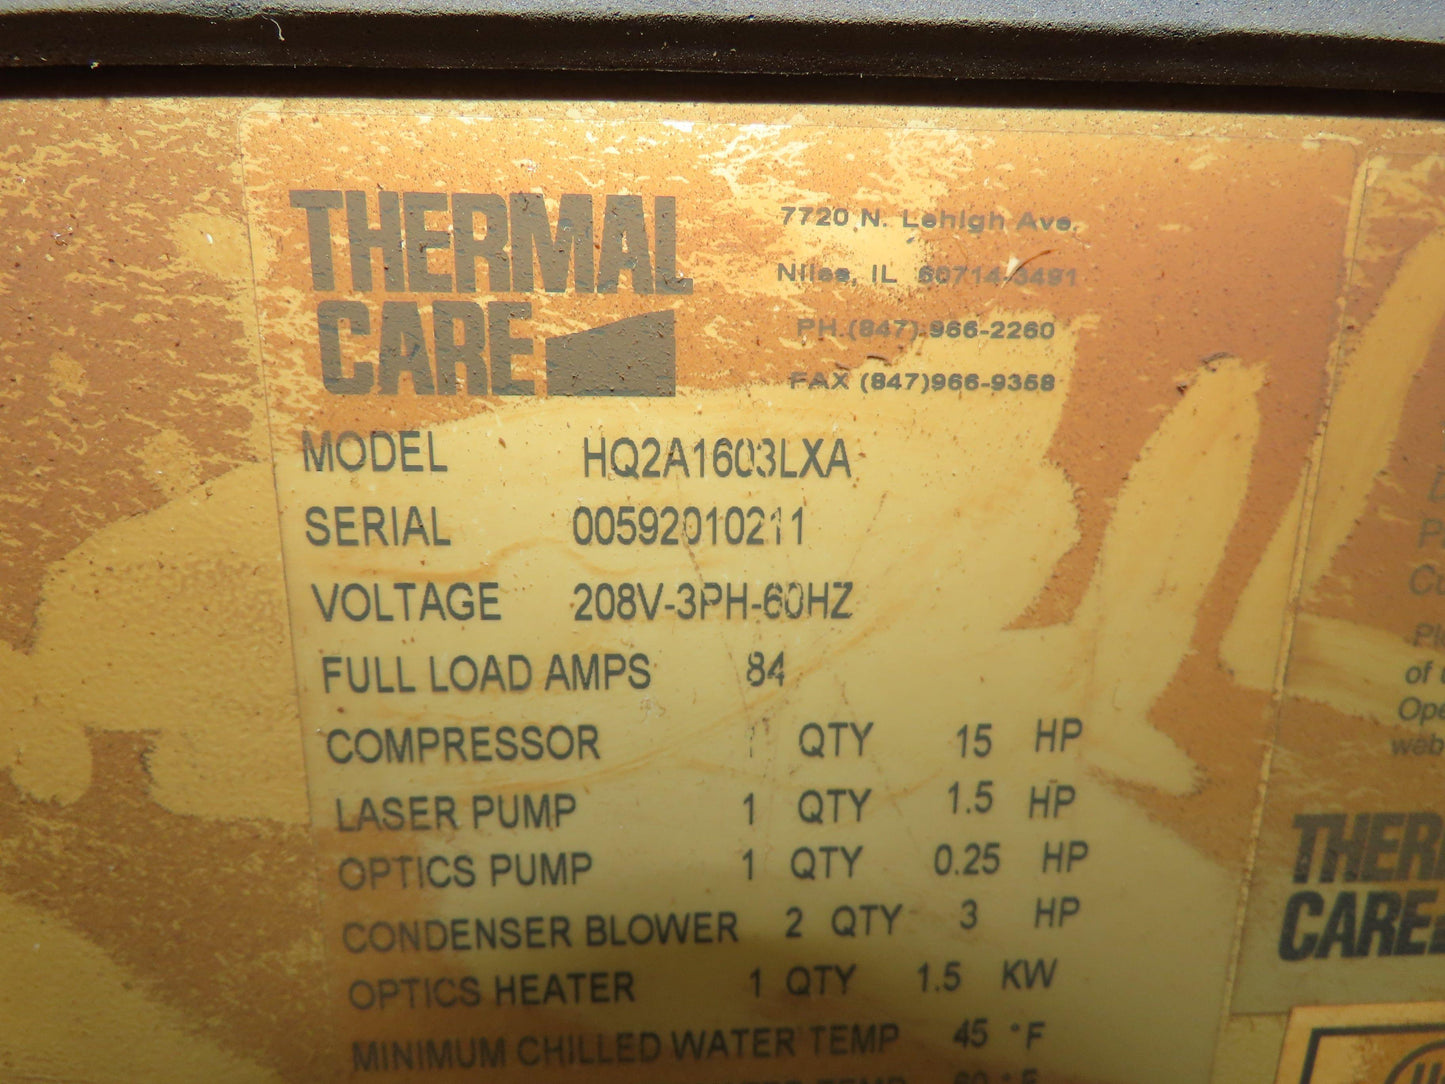 THERMAL
CARE
7720 N. Lehigh Ave.
Niles, IL 60714-3491
PH.(847) 966-2260
FAX (847)966-9358
MODEL HQ2A1603LXA
SERIAL 00592010211
VOLTAGE 208V-3PH-60HZ
FULL LOAD AMPS 84
COMPRESSOR 1 QTY 15 HP
LASER PUMP 1 QTY 1.5 HP
OPTICS PUMP 1 QTY 0.25 HP
CONDENSER BLOWER 2 QTY 3 HP
OPTICS HEATER 1 QTY 1.5 KW
MINIMUM CHILLED WATER TEMP 45 °F
of
web
THER
CARE